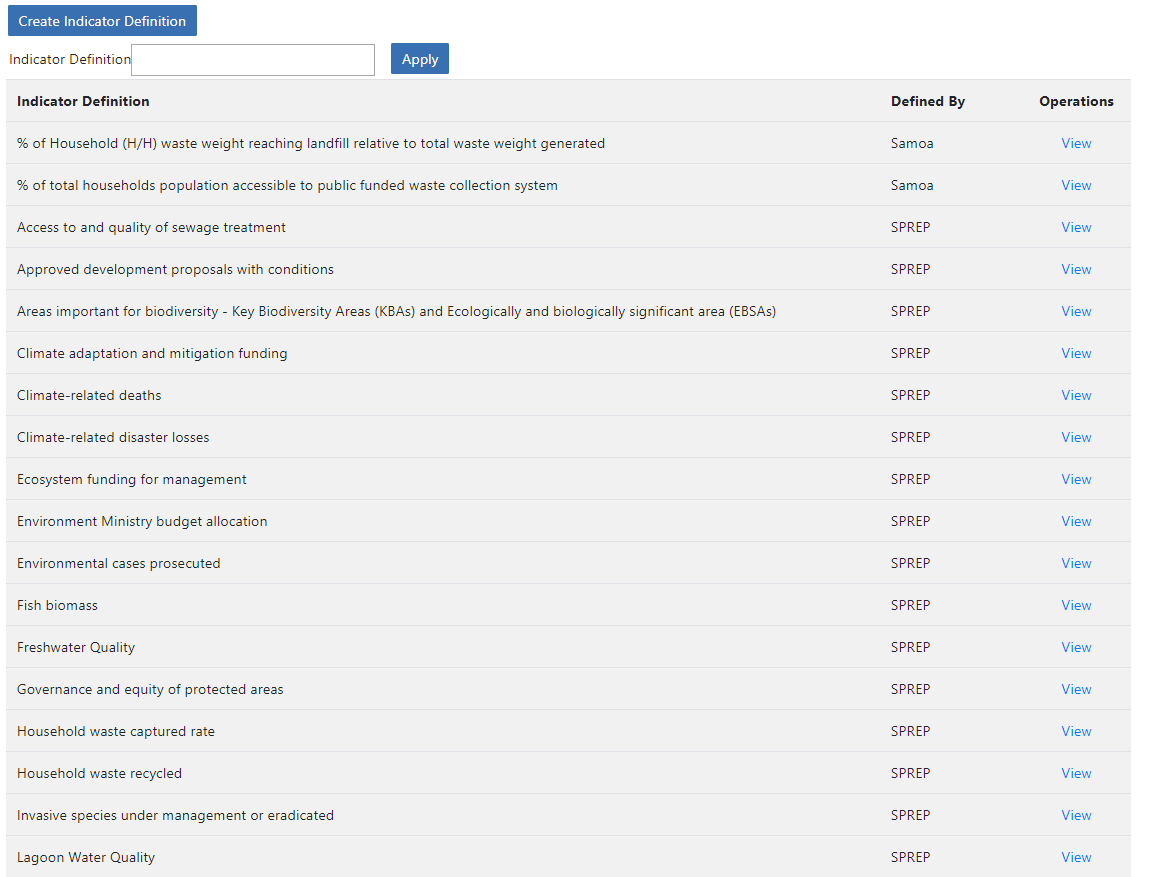 Create Indicator Definition
Indicator Definition Apply
Indicator Definition Defined By Operations
% of Household (H/H) waste weight reaching landfill relative to total waste weight generated Samoa View
% of total households population accessible to public funded waste collection system Samoa View
Access to and quality of sewage treatment SPREP View
Approved development proposals with conditions SPREP View
Areas important for biodiversity - Key Biodiversity Areas (KBAs) and Ecologically and biologically significant area (EBSAs) SPREP View
Climate adaptation and mitigation funding SPREP View
Climate-related deaths SPREP View
Climate-related disaster losses SPREP View
Ecosystem funding for management SPREP View
Environment Ministry budget allocation SPREP View
Environmental cases prosecuted SPREP View
Fish biomass SPREP View
Freshwater Quality SPREP View
Governance and equity of protected areas SPREP View
Household waste captured rate SPREP View
Household waste recycled SPREP View
Invasive species under management or eradicated SPREP View
Lagoon Water Quality SPREP View